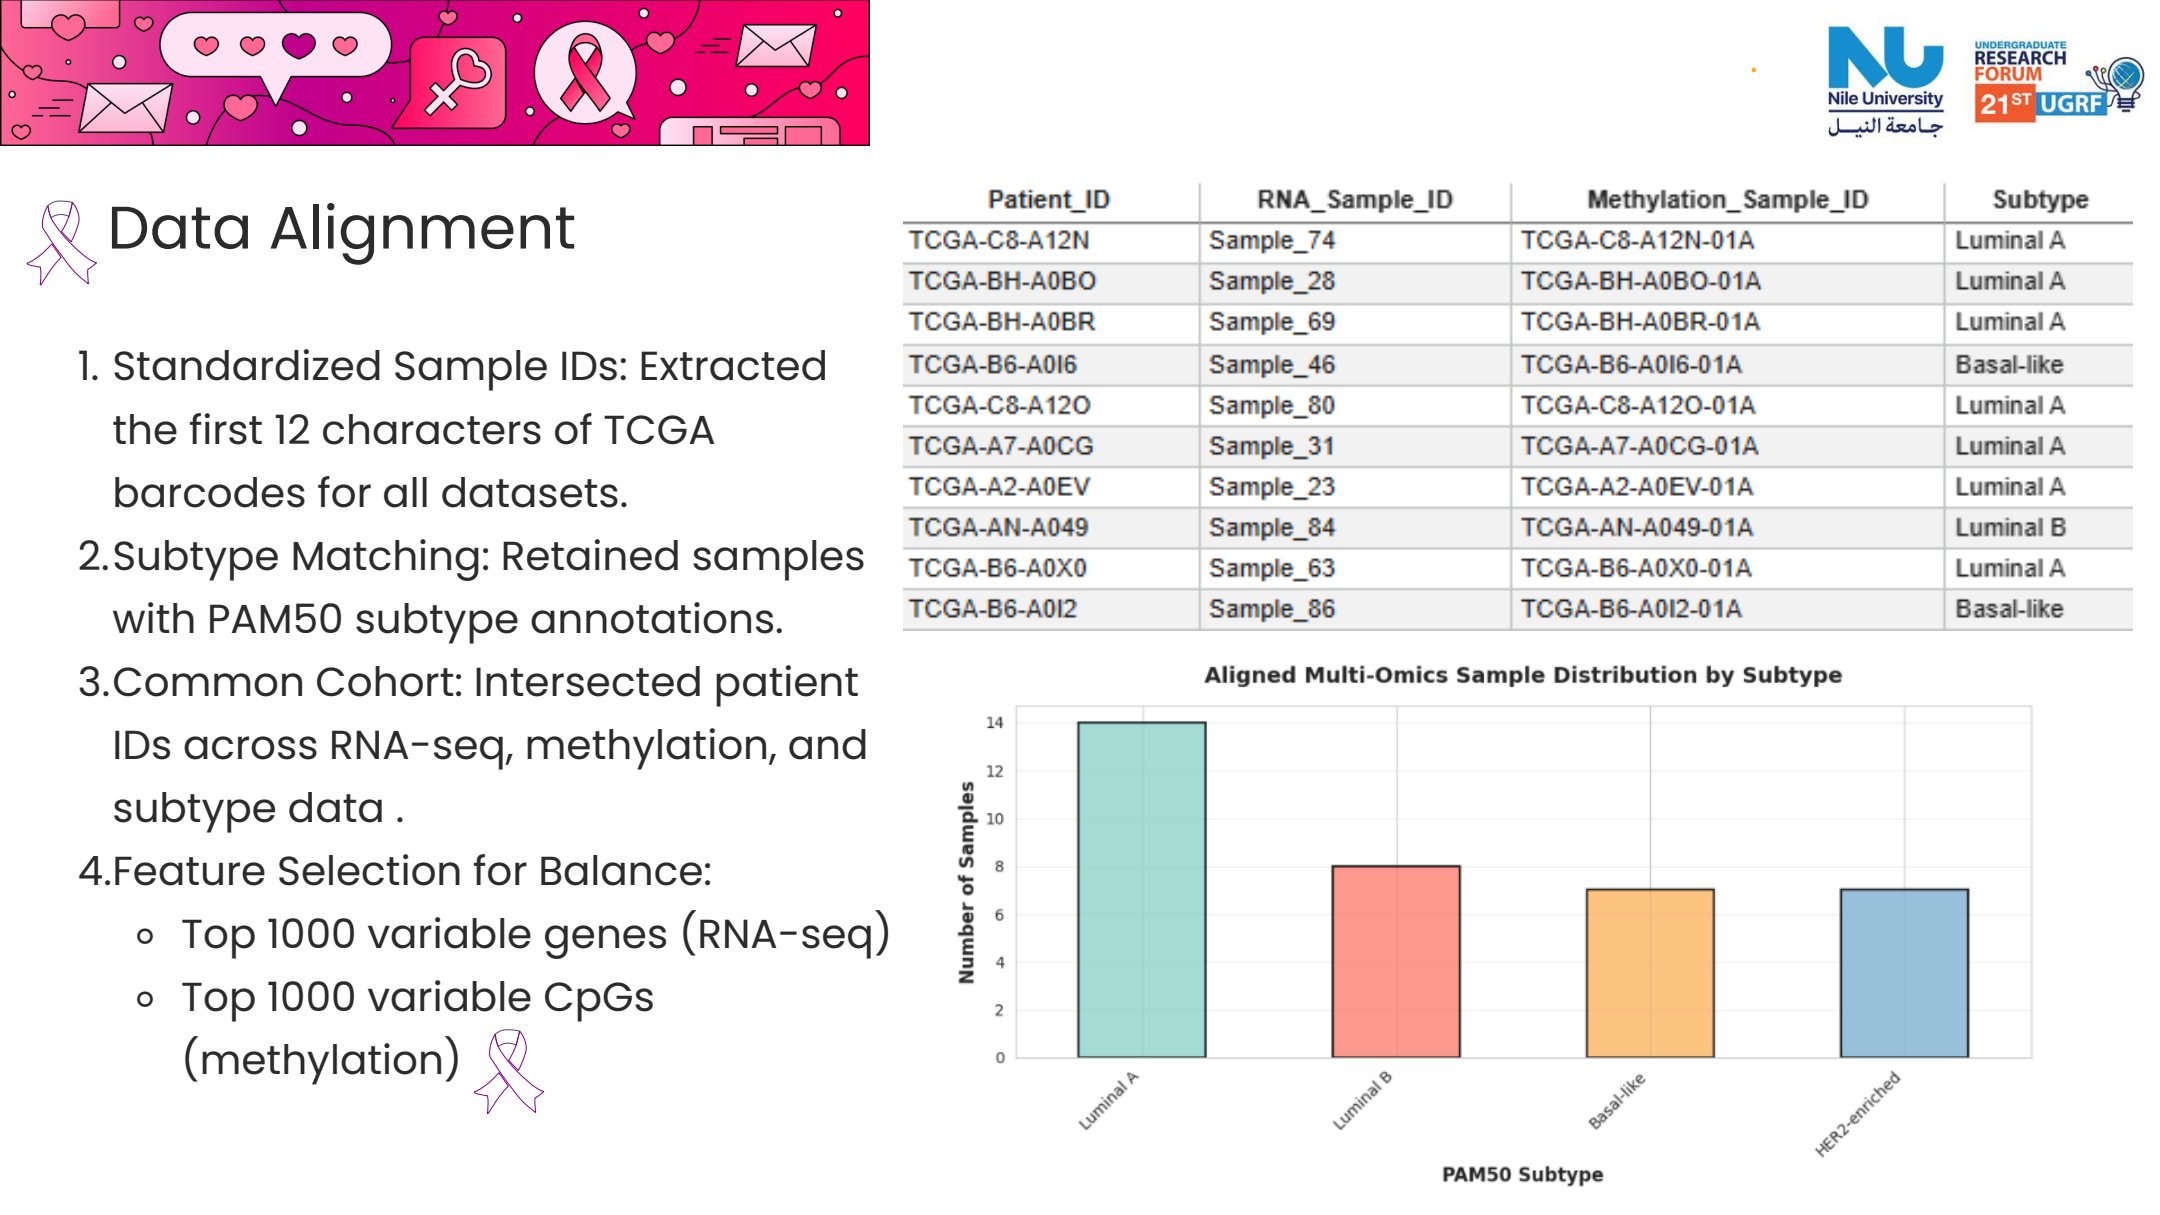 Nile University
جامعة النيل
UNDERGRADUATE
RESEARCH
FORUM
21ST UGRF
Data Alignment
1. Standardized Sample IDs: Extracted
the first 12 characters of TCGA
barcodes for all datasets.
2.Subtype Matching: Retained samples
with PAM50 subtype annotations.
3.Common Cohort: Intersected patient
IDs across RNA-seq, methylation, and
subtype data .
4.Feature Selection for Balance:
Top 1000 variable genes (RNA-seq)
Top 1000 variable CpGs
(methylation)
Patient_ID RNA_Sample_ID Methylation_Sample_ID Subtype
TCGA-C8-A12N Sample_74 TCGA-C8-A12N-01A Luminal A
TCGA-BH-A0BO Sample_28 TCGA-BH-A0BO-01A Luminal A
TCGA-BH-A0BR Sample_69 TCGA-BH-A0BR-01A Luminal A
TCGA-B6-A0I6 Sample_46 TCGA-B6-A0I6-01A Basal-like
TCGA-C8-A12O Sample_80 TCGA-C8-A12O-01A Luminal A
TCGA-A7-A0CG Sample_31 TCGA-A7-A0CG-01A Luminal A
TCGA-A2-A0EV Sample_23 TCGA-A2-A0EV-01A Luminal A
TCGA-AN-A049 Sample_84 TCGA-AN-A049-01A Luminal B
TCGA-B6-A0X0 Sample_63 TCGA-B6-A0X0-01A Luminal A
TCGA-B6-A0I2 Sample_86 TCGA-B6-A0I2-01A Basal-like
Aligned Multi-Omics Sample Distribution by Subtype
Number of Samples
14
12
10
8
6
4
2
0
Luminal A
Luminal B
Basal-like
HER2-enriched
PAM50 Subtype